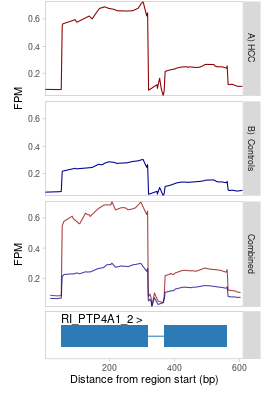 0.6
0.4
0.2
FPM
A) HCC
0.6
0.4
0.2
B) Controls
0.6
0.4
0.2
FPM
Combined
RI_PTP4A1_2 >
200 400 600
Distance from region start (bp)